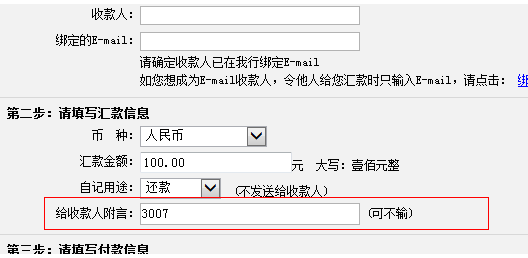 收款人：
绑定的E-mail：
请确定收款人已在我行绑定E-mail
如您想成为E-mail收款人，令他人给您汇款时只输入E-mail，请点击：
第二步：请填写汇款信息
币 种：人民币
汇款金额：100.00元 大写：壹佰元整
自记用途：还款 (不发送给收款人)
给收款人附言：3007 (可不输)
第三步：请填写付款信息